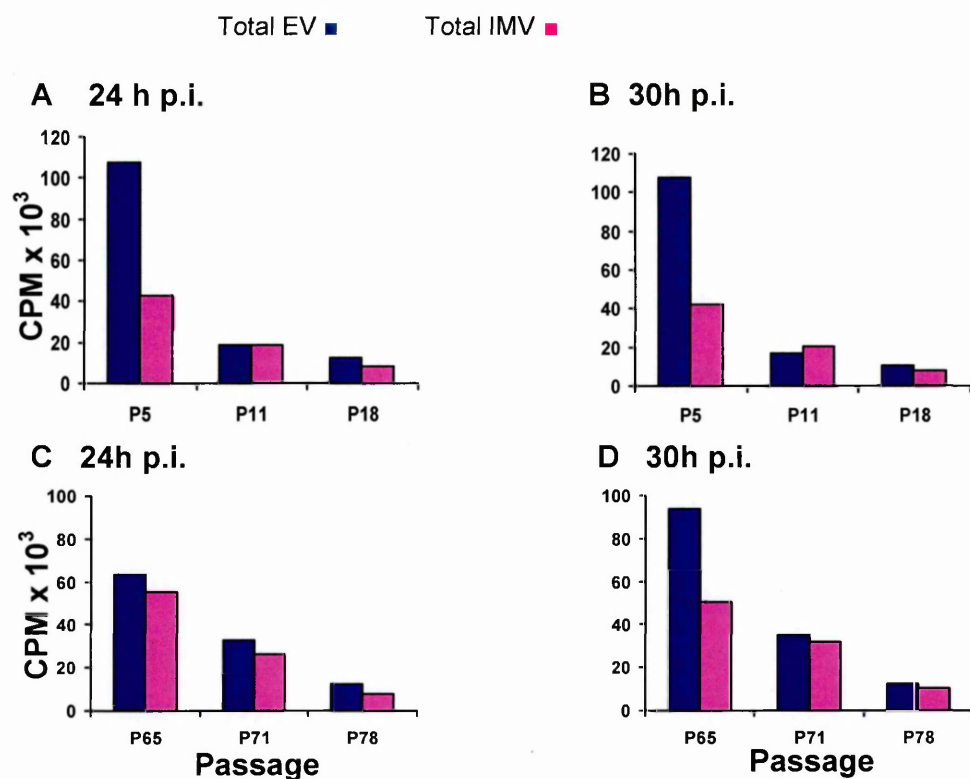 Total EV Total IMV
A 24 h p.i.
B 30h p.i.
CPM x 10³
120
100
80
60
40
20
0
P5 P11 P18
120
100
80
60
40
20
0
P5 P11 P18
C 24h p.i.
D 30h p.i.
CPM x 10³
100
80
60
40
20
0
P65 P71 P78
Passage
100
80
60
40
20
0
P65 P71 P78
Passage